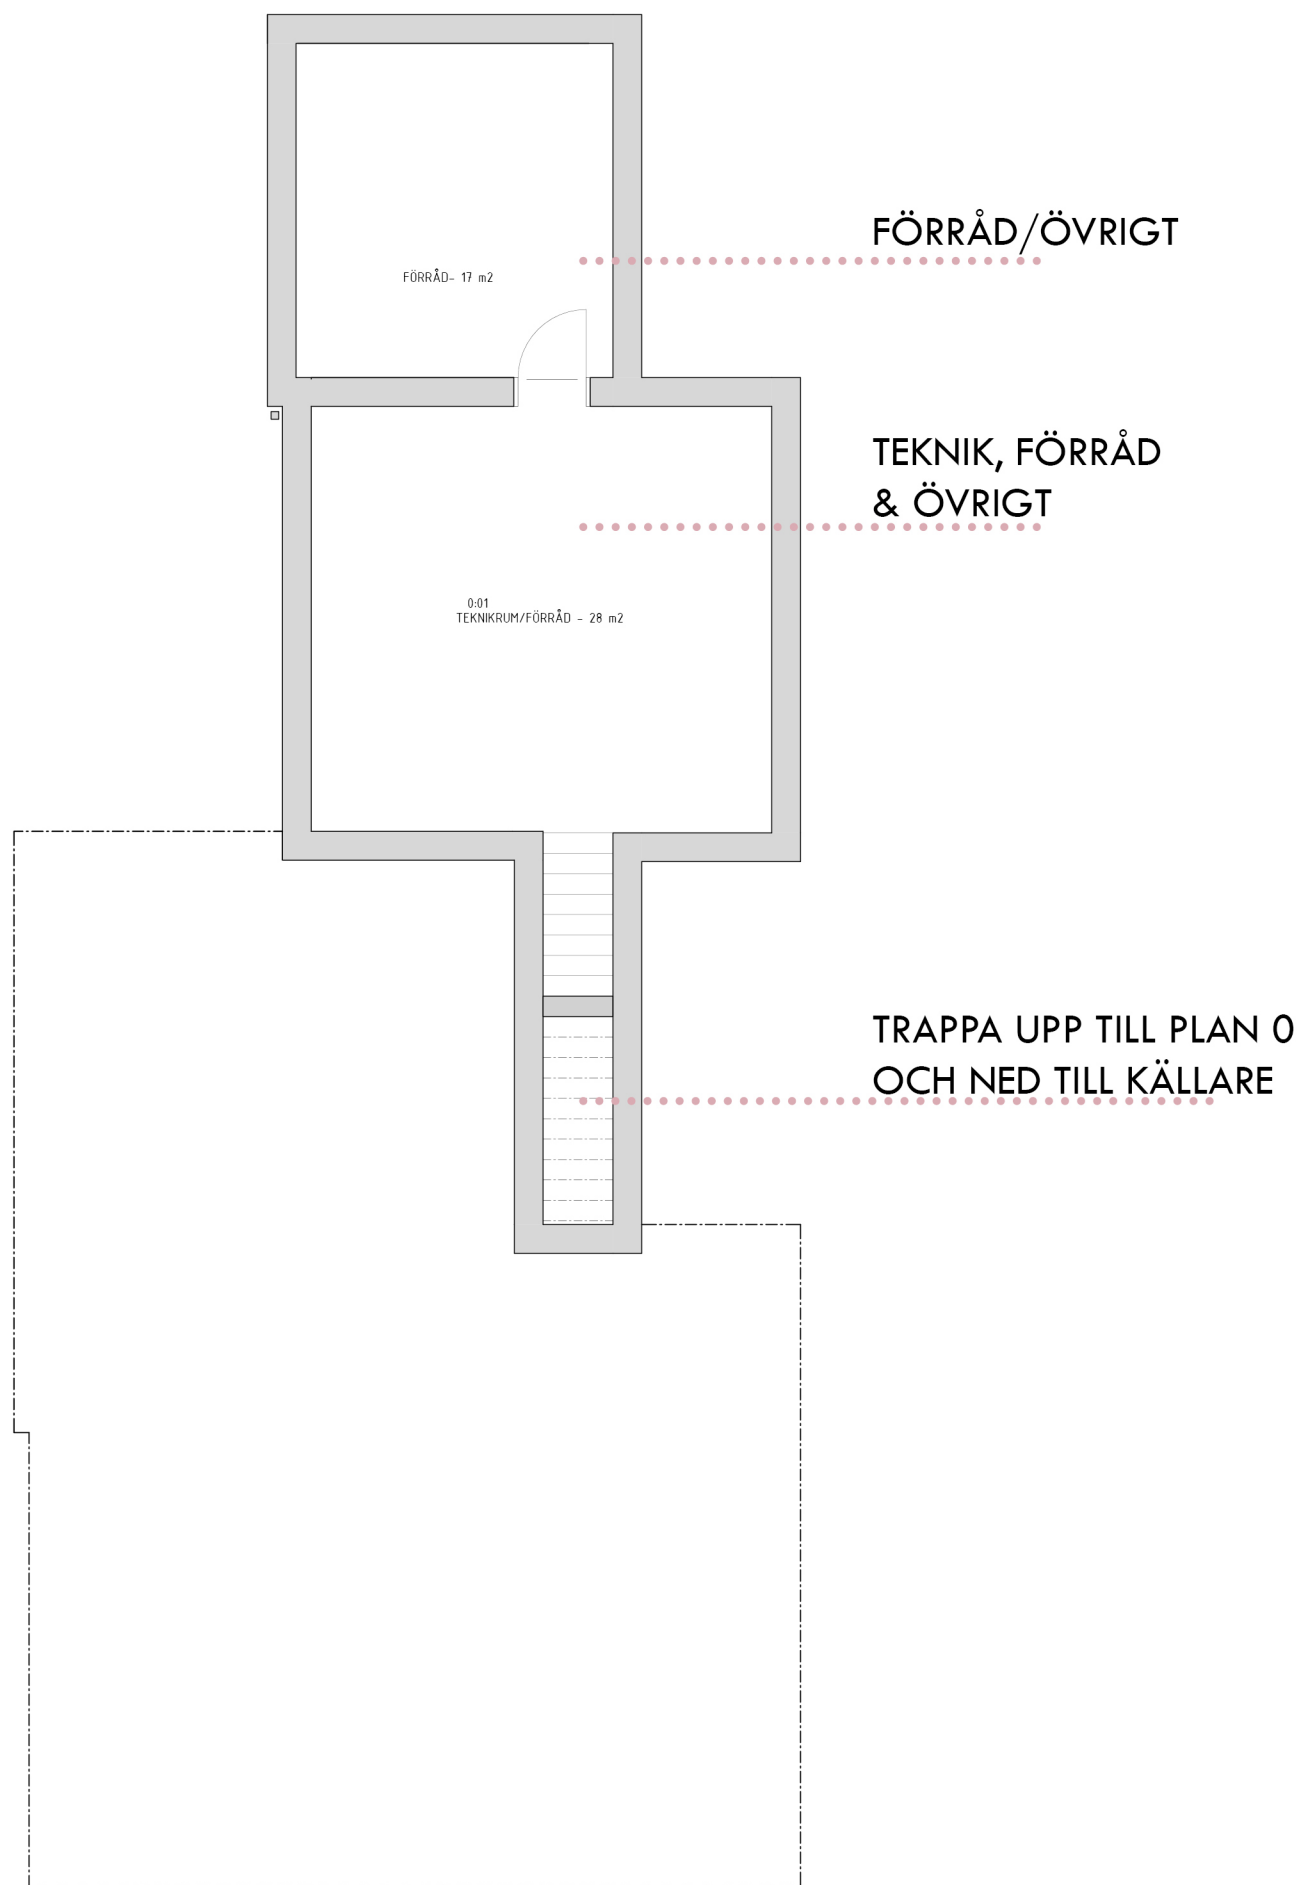 FÖRRÅD/ÖVRIGT
FÖRRÅD- 17 m2
TEKNIK, FÖRRÅD
& ÖVRIGT
0:01
TEKNIKRUM/FÖRRÅD - 28 m2
TRAPPA UPP TILL PLAN 0
OCH NED TILL KÄLLARE